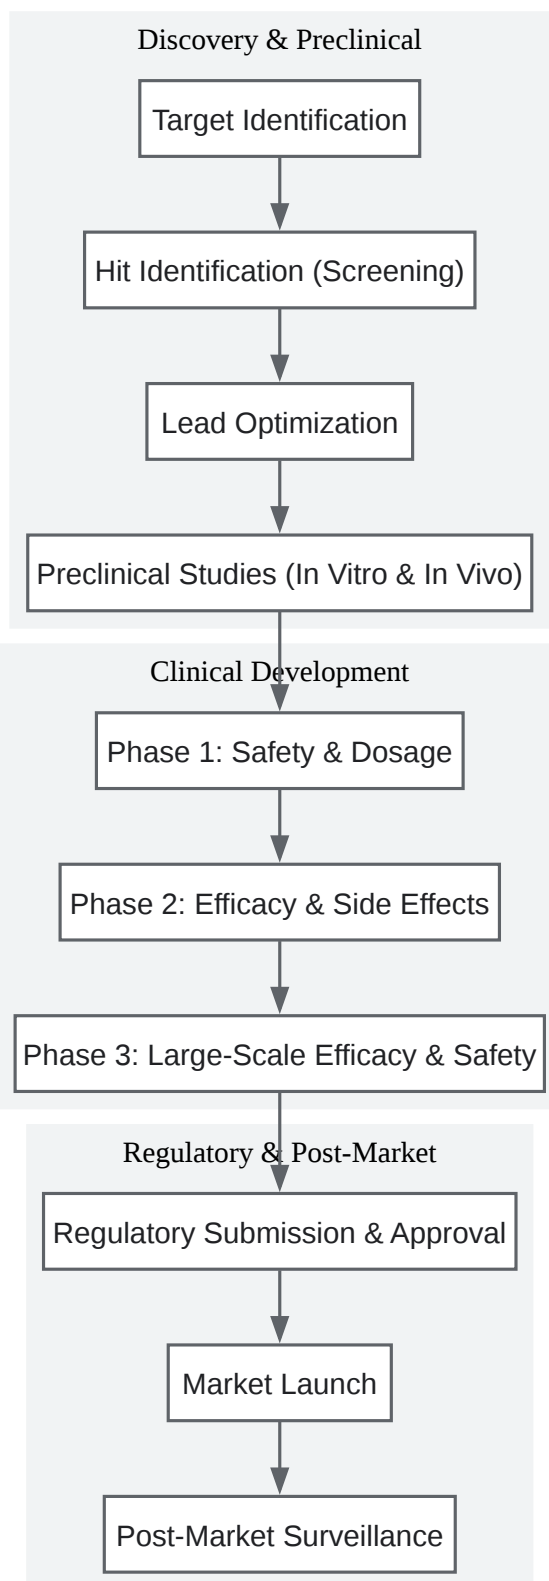 Discovery & Preclinical
Target Identification
Hit Identification (Screening)
Lead Optimization
Preclinical Studies (In Vitro & In Vivo)
Clinical Development
Phase 1: Safety & Dosage
Phase 2: Efficacy & Side Effects
Phase 3: Large-Scale Efficacy & Safety
Regulatory & Post-Market
Regulatory Submission & Approval
Market Launch
Post-Market Surveillance